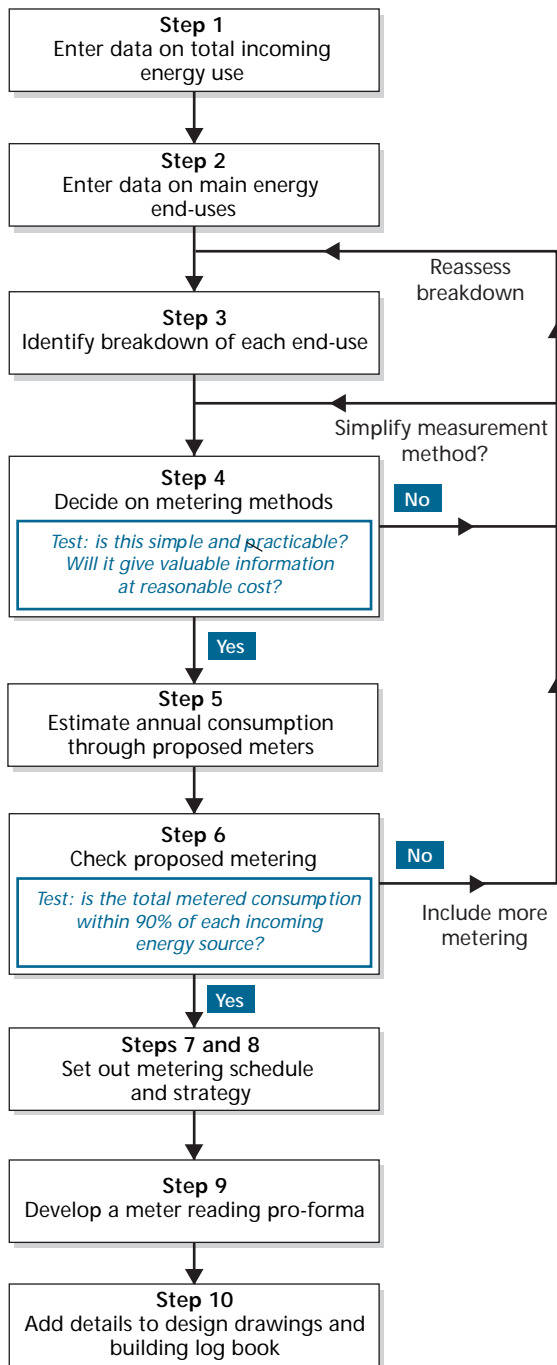 Step 1
Enter data on total incoming
energy use
Step 2
Enter data on main energy
end-uses
Reassess
breakdown
Step 3
Identify breakdown of each end-use
Simplify measurement
method?
Step 4
Decide on metering methods
No
Test: is this simple and practicable?
Will it give valuable information
at reasonable cost?
Yes
Step 5
Estimate annual consumption
through proposed meters
Step 6
Check proposed metering
No
Test: is the total metered consumption
within 90% of each incoming
energy source?
Include more
metering
Yes
Steps 7 and 8
Set out metering schedule
and strategy
Step 9
Develop a meter reading pro-forma
Step 10
Add details to design drawings and
building log book